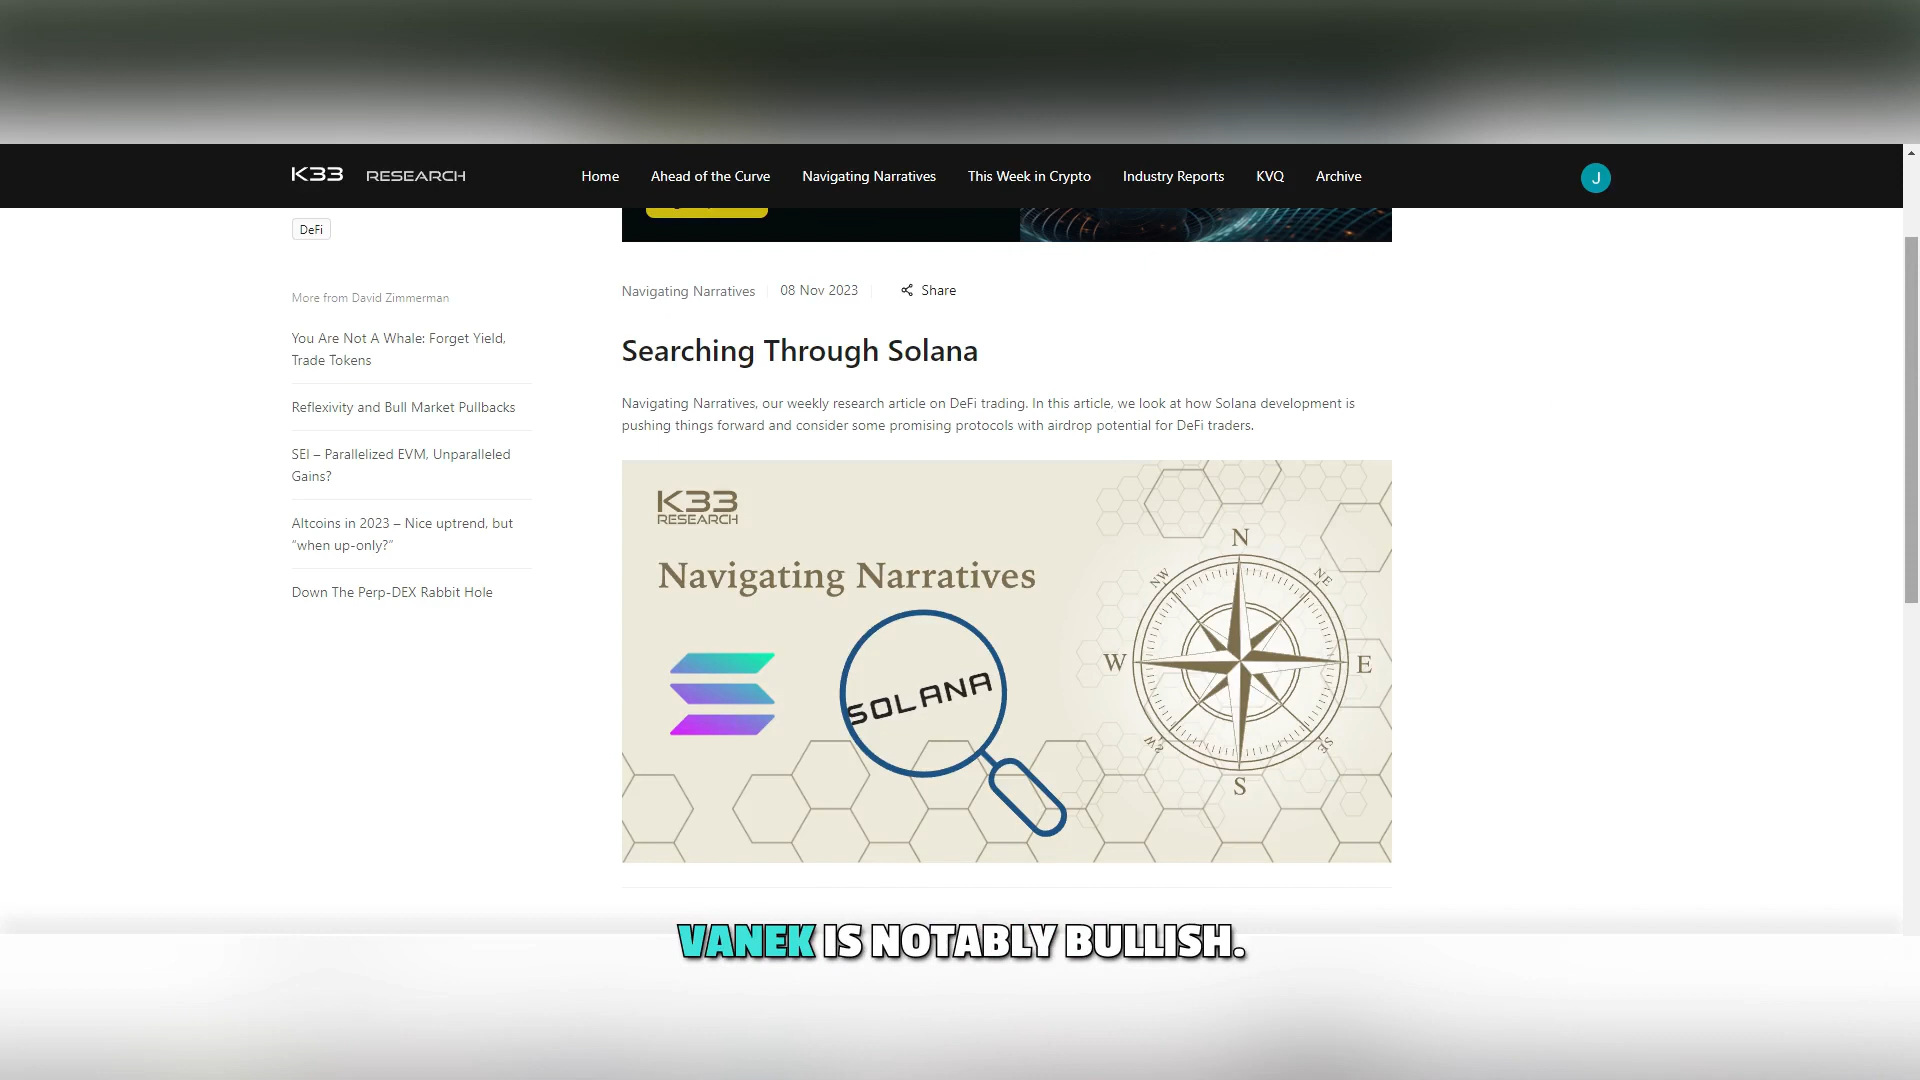 K33 RESEARCH
Home
Ahead of the Curve
Navigating Narratives
This Week in Crypto
Industry Reports
KVQ
Archive
J
DeFi
More from David Zimmerman
You Are Not A Whale: Forget Yield,
Trade Tokens
Reflexivity and Bull Market Pullbacks
SEI – Parallelized EVM, Unparalleled
Gains?
Altcoins in 2023 – Nice uptrend, but
“when up-only?”
Down The Perp-DEX Rabbit Hole
Navigating Narratives
08 Nov 2023
Share
Searching Through Solana
Navigating Narratives, our weekly research article on DeFi trading. In this article, we look at how Solana development is
pushing things forward and consider some promising protocols with airdrop potential for DeFi traders.
K33
RESEARCH
Navigating Narratives
SOLANA
N
NE
E
SE
S
SW
W
NW
VANEK IS NOTABLY BULLISH.